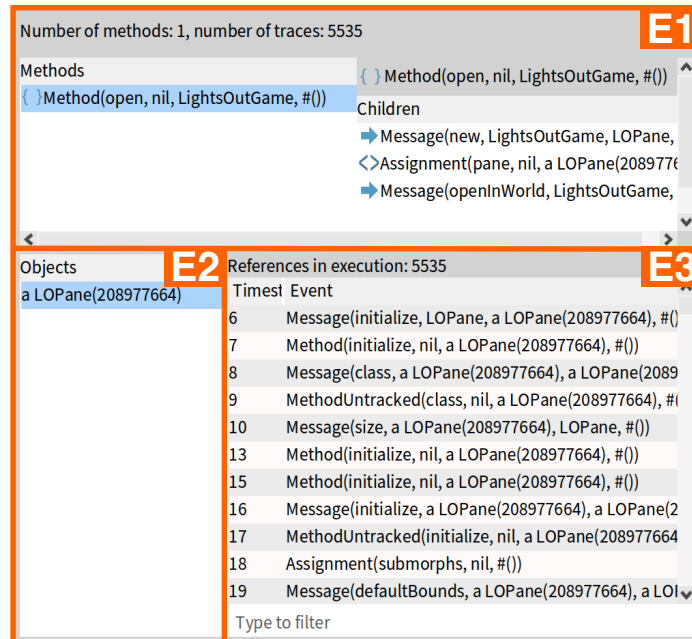 Number of methods: 1, number of traces: 5535
E1
Methods
{ }Method(open, nil, LightsOutGame, #())
{ } Method(open, nil, LightsOutGame, #())
Children
Message(new, LightsOutGame, LOPane,
<>Assignment(pane, nil, a LOPane(2089776
Message(openInWorld, LightsOutGame,
Objects
E2
a LOPane(208977664)
References in execution: 5535
E3
Timest Event
6 Message(initialize, LOPane, a LOPane(208977664), #()
7 Method(initialize, nil, a LOPane(208977664), #())
8 Message(class, a LOPane(208977664), a LOPane(2089
9 MethodUntracked(class, nil, a LOPane(208977664), #(
10 Message(size, a LOPane(208977664), LOPane, #())
13 Method(initialize, nil, a LOPane(208977664), #())
15 Method(initialize, nil, a LOPane(208977664), #())
16 Message(initialize, a LOPane(208977664), a LOPane(2
17 MethodUntracked(initialize, nil, a LOPane(208977664
18 Assignment(submorphs, nil, #())
19 Message(defaultBounds, a LOPane(208977664), a LO
Type to filter